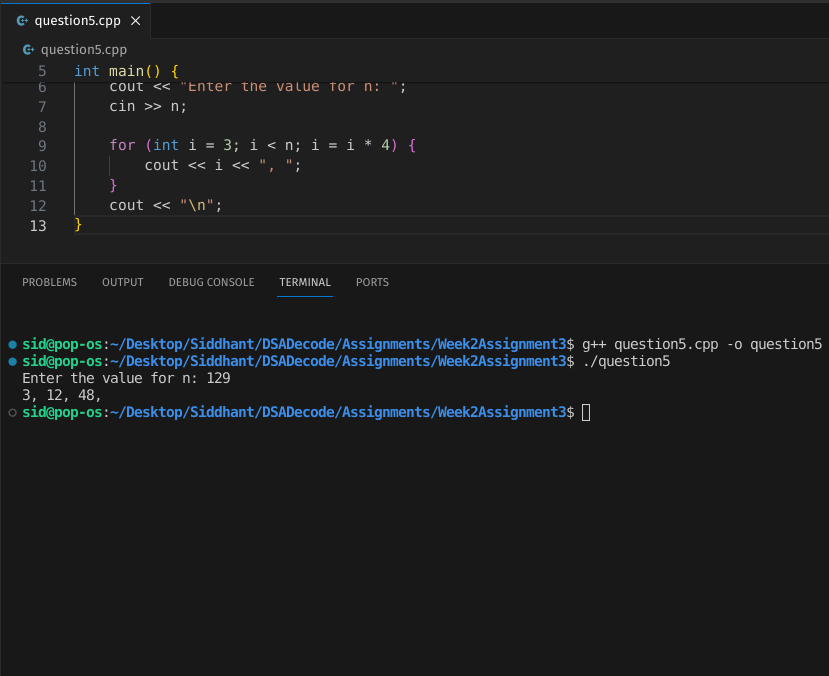 question5.cpp
question5.cpp
5 int main() {
6 cout << "Enter the value for n: ";
7 cin >> n;
8
9 for (int i = 3; i < n; i = i * 4) {
10 cout << i << ", ";
11 }
12 cout << "\n";
13 }
PROBLEMS OUTPUT DEBUG CONSOLE TERMINAL PORTS
sid@pop-os:~/Desktop/Siddhant/DSADecode/Assignments/Week2Assignment3$ g++ question5.cpp -o question5
sid@pop-os:~/Desktop/Siddhant/DSADecode/Assignments/Week2Assignment3$ ./question5
Enter the value for n: 129
3, 12, 48,
sid@pop-os:~/Desktop/Siddhant/DSADecode/Assignments/Week2Assignment3$